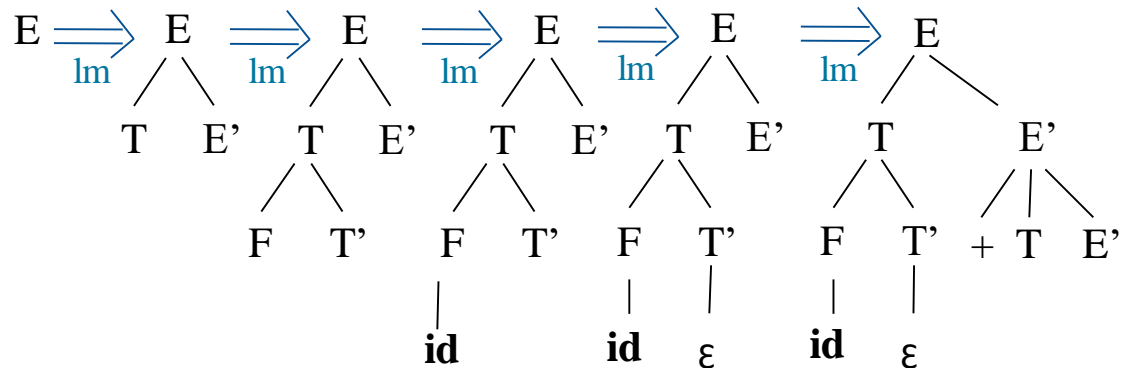 E E E E E E
lm lm lm lm lm
T E’ T E’ T E’ T E’ T E’
F T’ F T’ F T’ F T’ + T E’
id id ε id ε